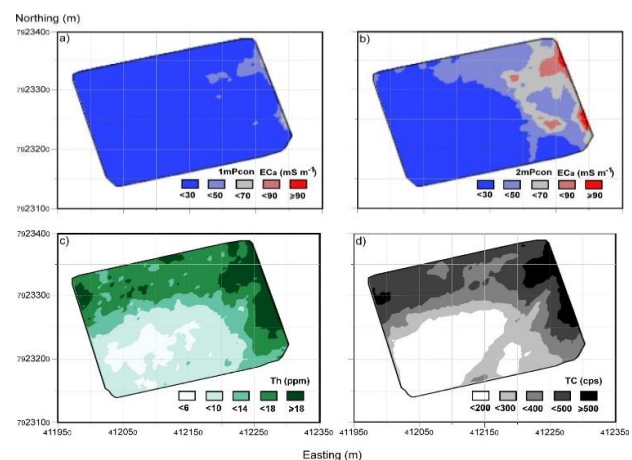 Northing (m)
7923400
a)
b)
7923300
7923200
1mPcon ECa (mS m⁻¹)
2mPcon ECa (mS m⁻¹)
<30 <50 <70 <90 ≥90
<30 <50 <70 <90 ≥90
7923100
7923400
c)
d)
7923300
7923200
Th (ppm)
TC (cps)
<6 <10 <14 <18 ≥18
<200 <300 <400 <500 ≥500
7923100
411950 412050 412150 412250 412350
411950 412050 412150 412250 412350
Easting (m)